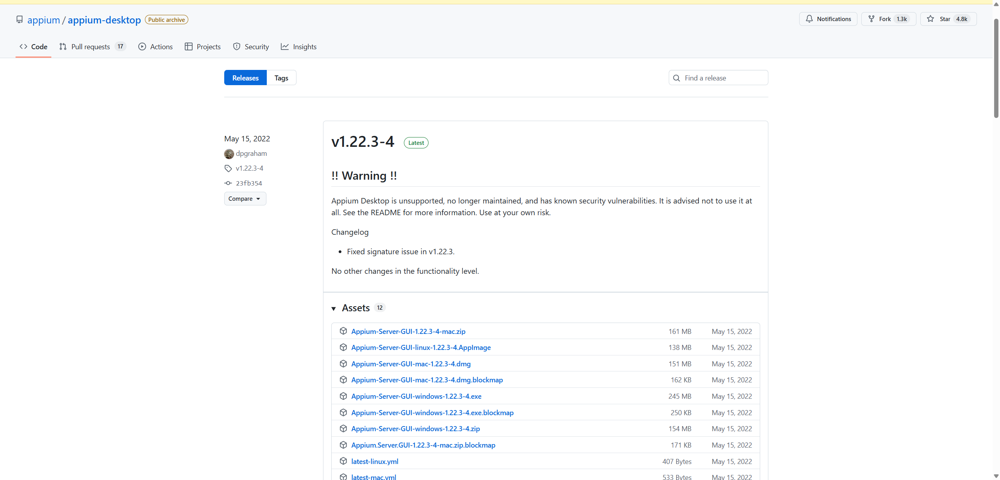 appium / appium-desktop Public archive
Notifications Fork 1.3k Star 4.8k
Code Pull requests 17 Actions Projects Security Insights
Releases Tags
Find a release
May 15, 2022
dpgraham
v1.22.3-4
23fb354
Compare
v1.22.3-4 Latest
!! Warning !!
Appium Desktop is unsupported, no longer maintained, and has known security vulnerabilities. It is advised not to use it at
all. See the README for more information. Use at your own risk.
Changelog
• Fixed signature issue in v1.22.3.
No other changes in the functionality level.
Assets 12
Appium-Server-GUI-1.22.3-4-mac.zip 161 MB May 15, 2022
Appium-Server-GUI-linux-1.22.3-4.AppImage 138 MB May 15, 2022
Appium-Server-GUI-mac-1.22.3-4.dmg 151 MB May 15, 2022
Appium-Server-GUI-mac-1.22.3-4.dmg.blockmap 162 KB May 15, 2022
Appium-Server-GUI-windows-1.22.3-4.exe 245 MB May 15, 2022
Appium-Server-GUI-windows-1.22.3-4.exe.blockmap 250 KB May 15, 2022
Appium-Server-GUI-windows-1.22.3-4.zip 154 MB May 15, 2022
Appium.Server.GUI-1.22.3-4-mac.zip.blockmap 171 KB May 15, 2022
latest-linux.yml 407 Bytes May 15, 2022
latest-mac.yml 533 Bytes May 15, 2022